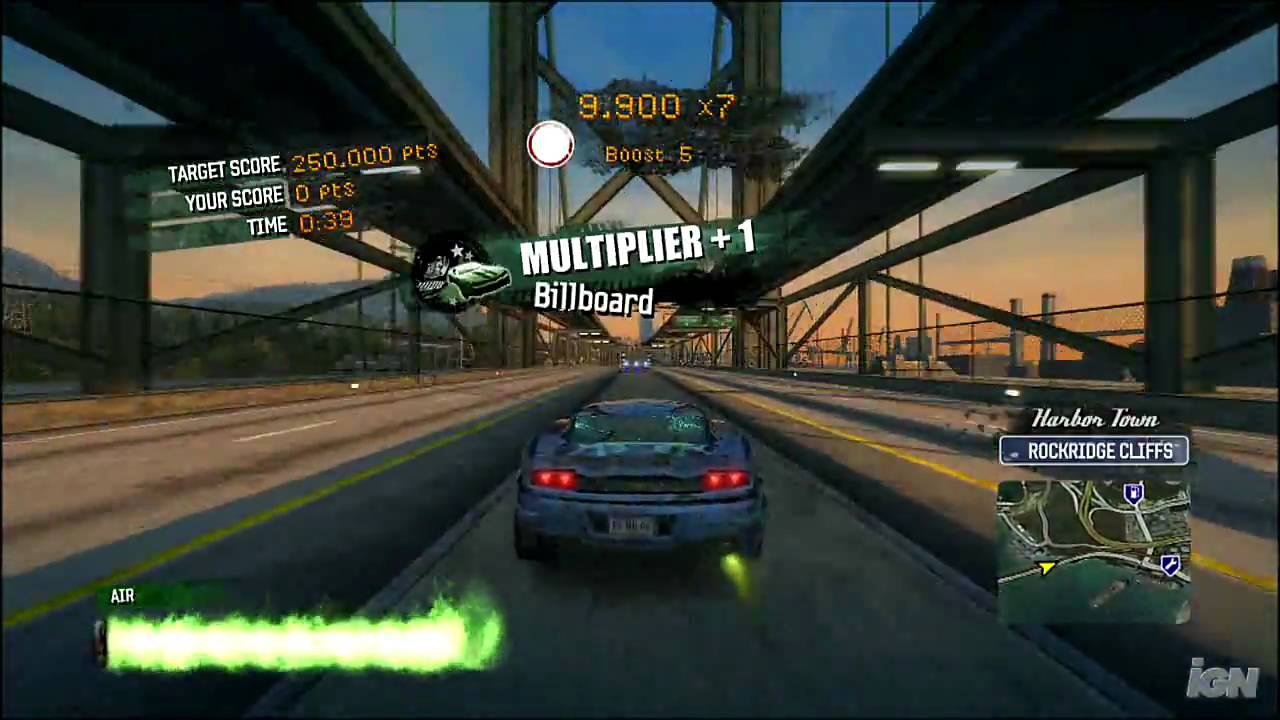 9.900 x7
Boost 5
TARGET SCORE 250.000 Pts
YOUR SCORE 0 Pts
TIME 0:39
MULTIPLIER + 1
Billboard
Harbor Town
ROCKRIDGE CLIFFS
AIR
IGN